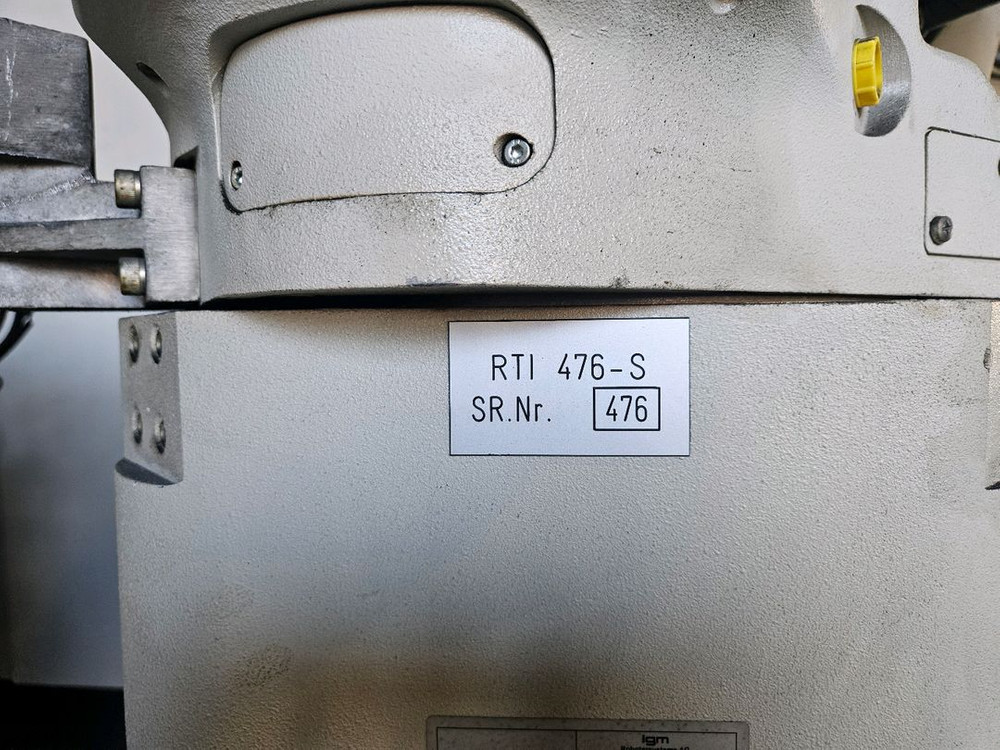 RTI 476-S
SR.Nr. 476
igm